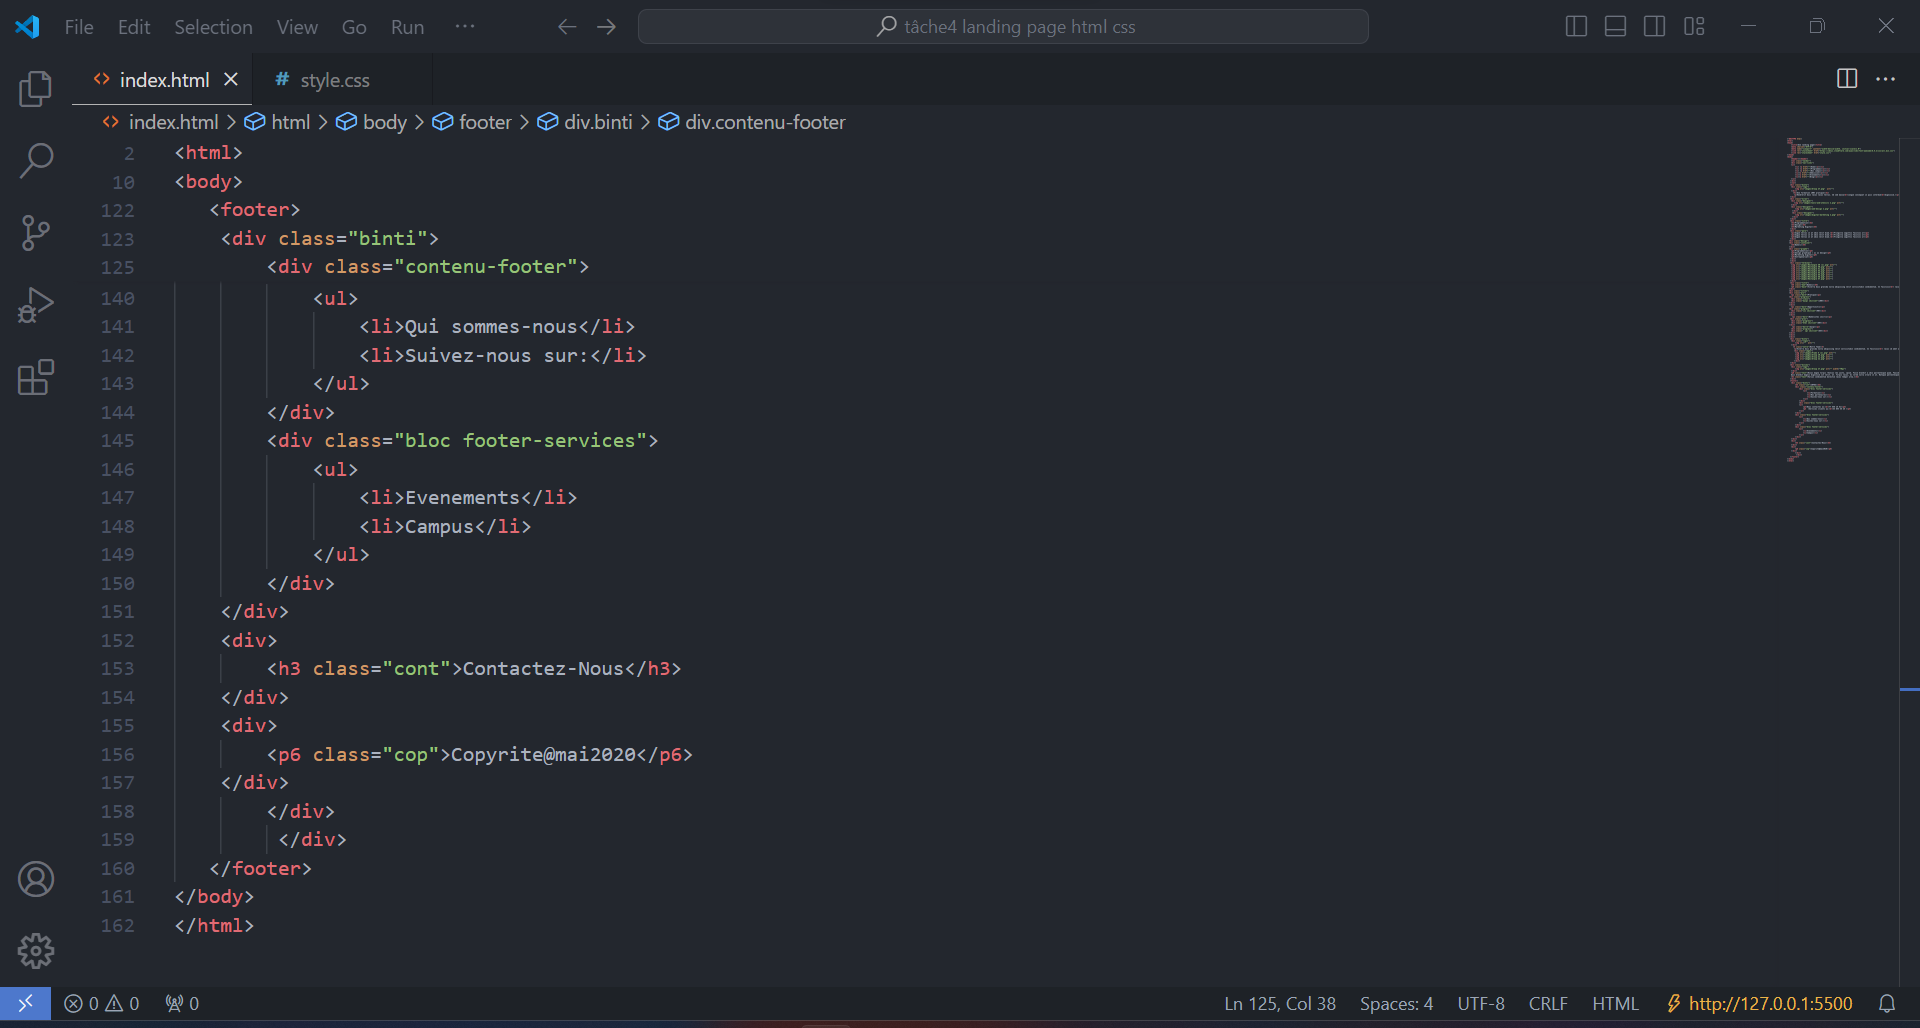 File Edit Selection View Go Run ··· tâche4 landing page html css
index.html style.css
index.html > html > body > footer > div.binti > div.contenu-footer
2 <html>
10 <body>
122 <footer>
123 <div class="binti">
125 <div class="contenu-footer">
140 <ul>
141 <li>Qui sommes-nous</li>
142 <li>Suivez-nous sur:</li>
143 </ul>
144 </div>
145 <div class="bloc footer-services">
146 <ul>
147 <li>Evenements</li>
148 <li>Campus</li>
149 </ul>
150 </div>
151 </div>
152 <div>
153 <h3 class="cont">Contactez-Nous</h3>
154 </div>
155 <div>
156 <p6 class="cop">Copyrite@mai2020</p6>
157 </div>
158 </div>
159 </div>
160 </footer>
161 </body>
162 </html>
0 0 0 Ln 125, Col 38 Spaces: 4 UTF-8 CRLF HTML http://127.0.0.1:5500